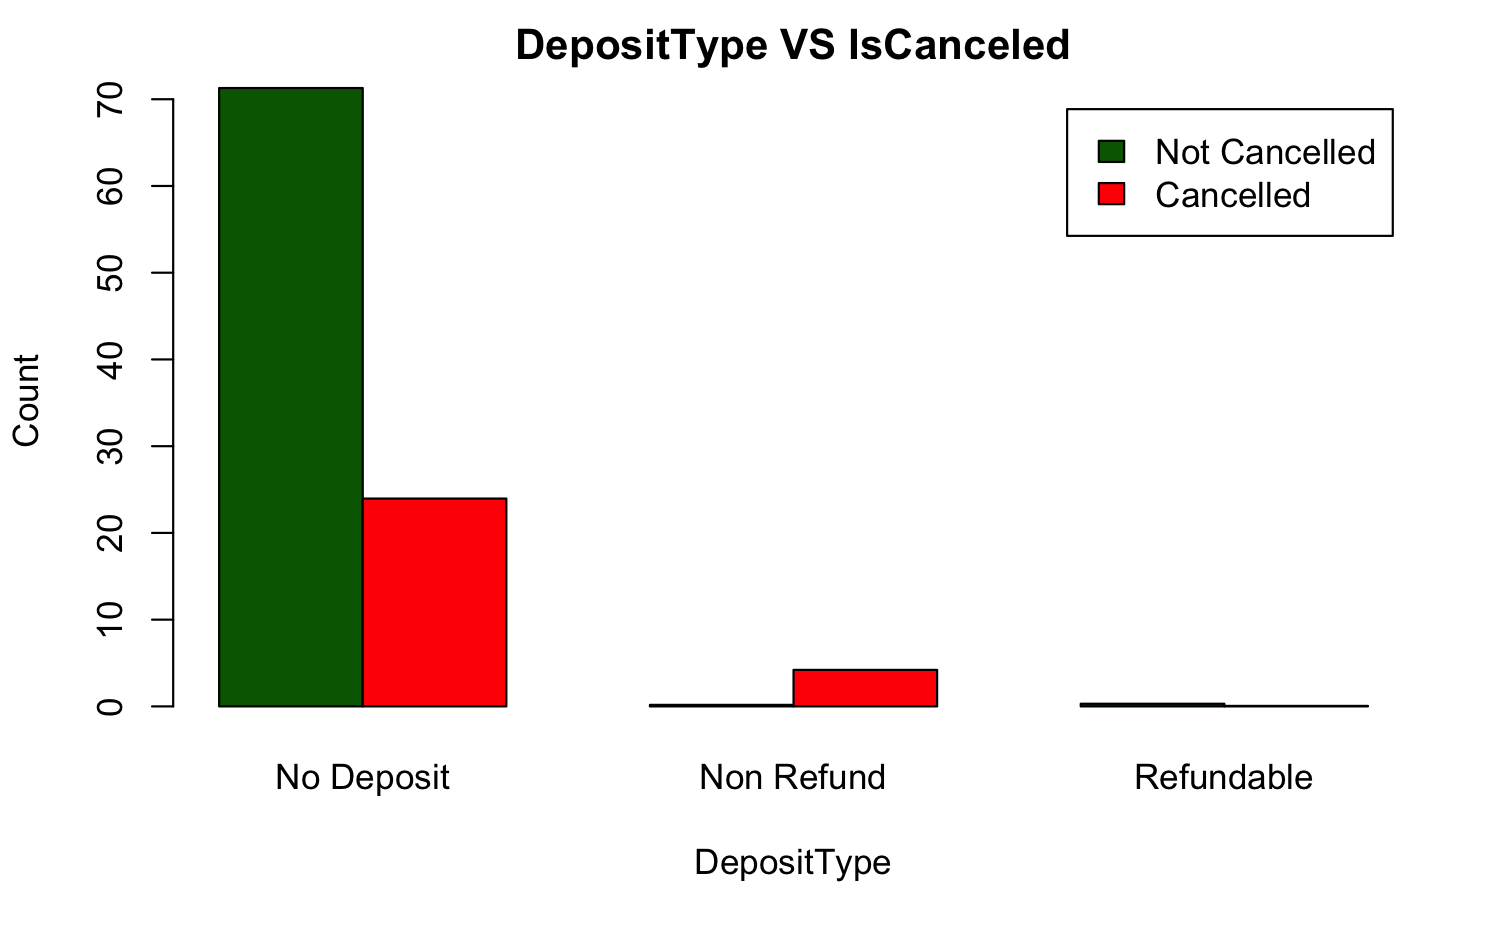 DepositType VS IsCanceled
70
60
50
40
30
20
10
0
Count
Not Cancelled
Cancelled
No Deposit
Non Refund
Refundable
DepositType